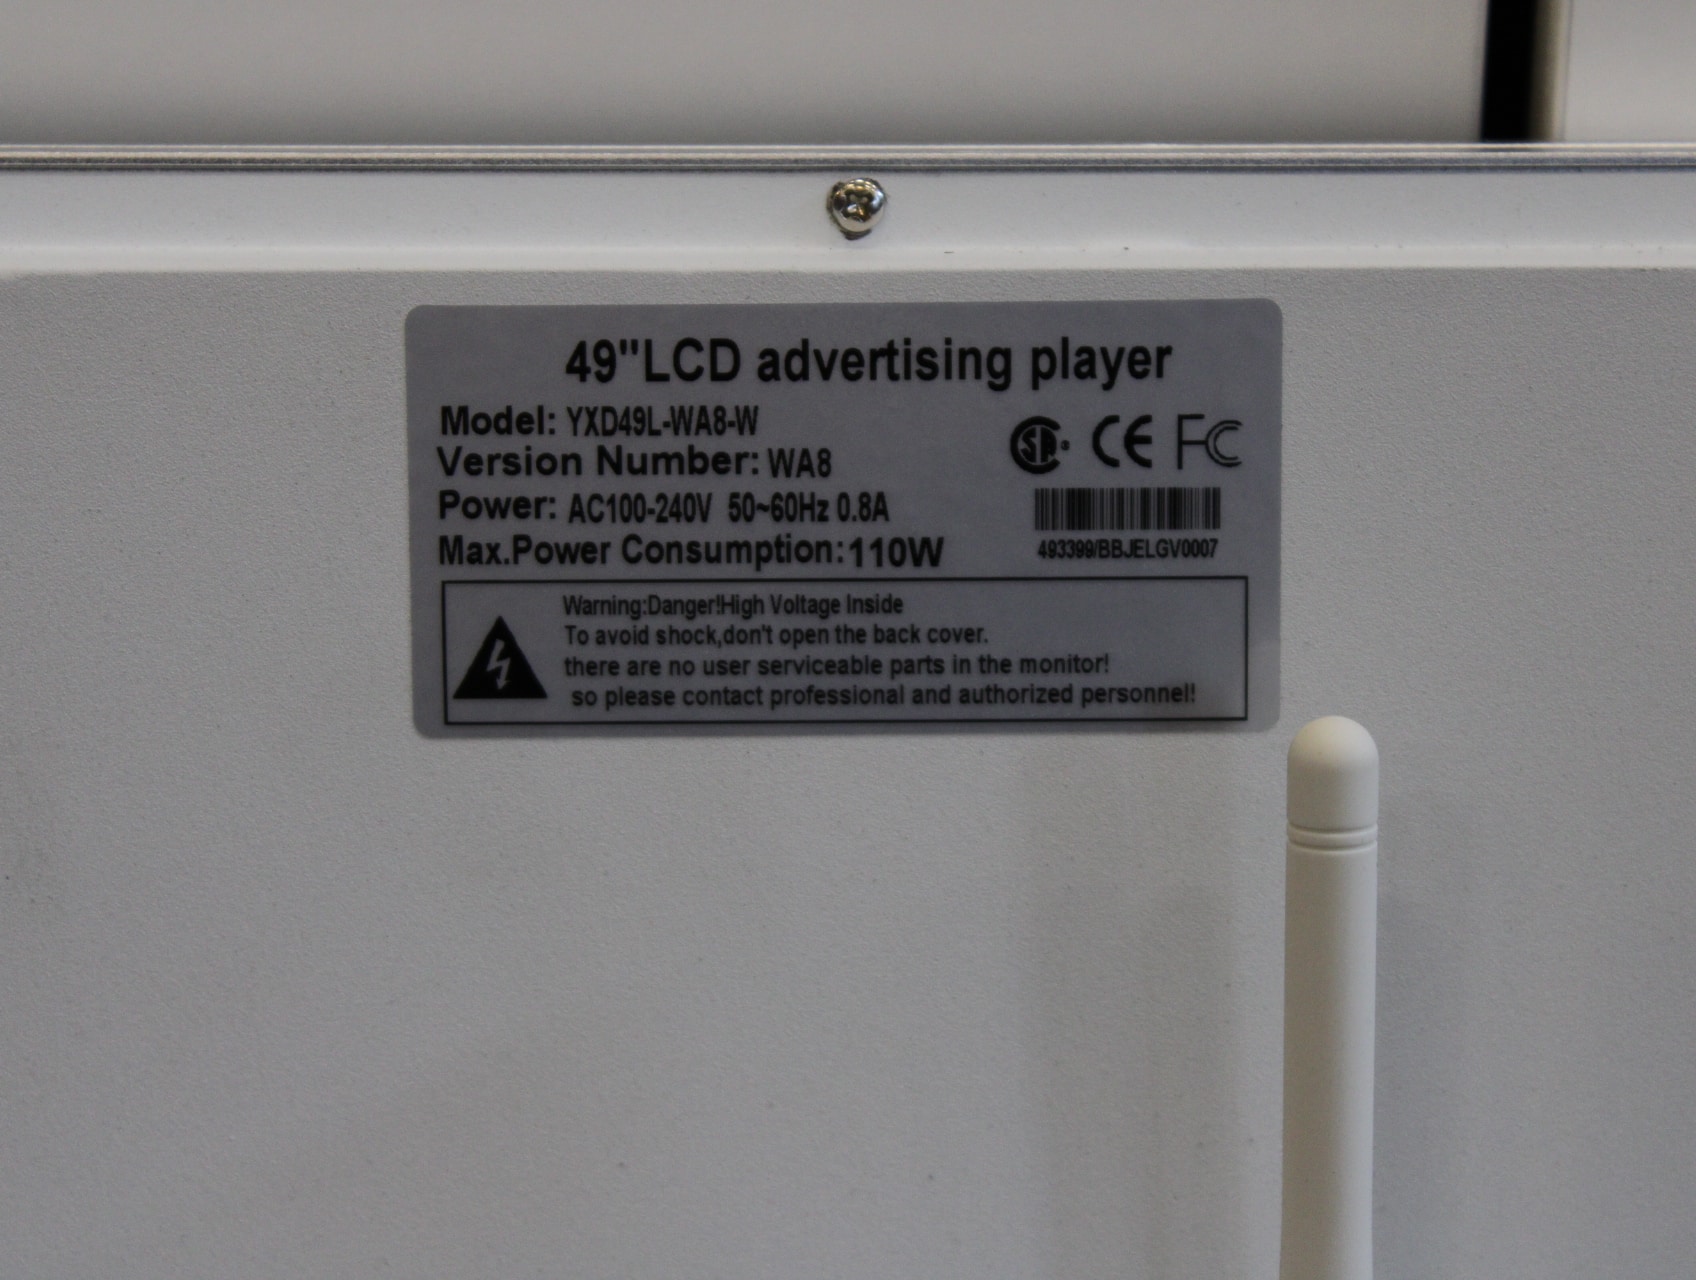 49"LCD advertising player
Model: YXD49L-WA8-W
Version Number: WA8
Power: AC100-240V 50~60Hz 0.8A
Max.Power Consumption:110W
SA CE FC
493399/BBJELGV0007
Warning:Danger!High Voltage Inside
To avoid shock,don't open the back cover.
there are no user serviceable parts in the monitor!
so please contact professional and authorized personnel!